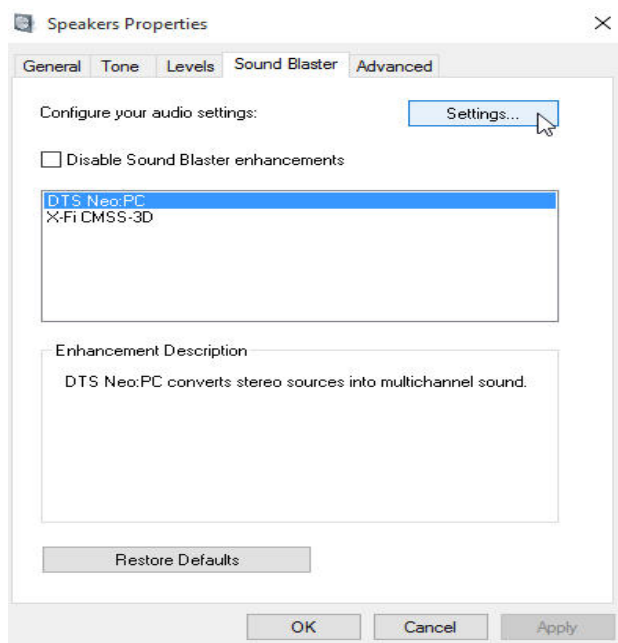 Speakers Properties
General Tone Levels Sound Blaster Advanced
Configure your audio settings: Settings...
Disable Sound Blaster enhancements
DTS Neo:PC
X-Fi CMSS-3D
Enhancement Description
DTS Neo:PC converts stereo sources into multichannel sound.
Restore Defaults
OK Cancel Apply